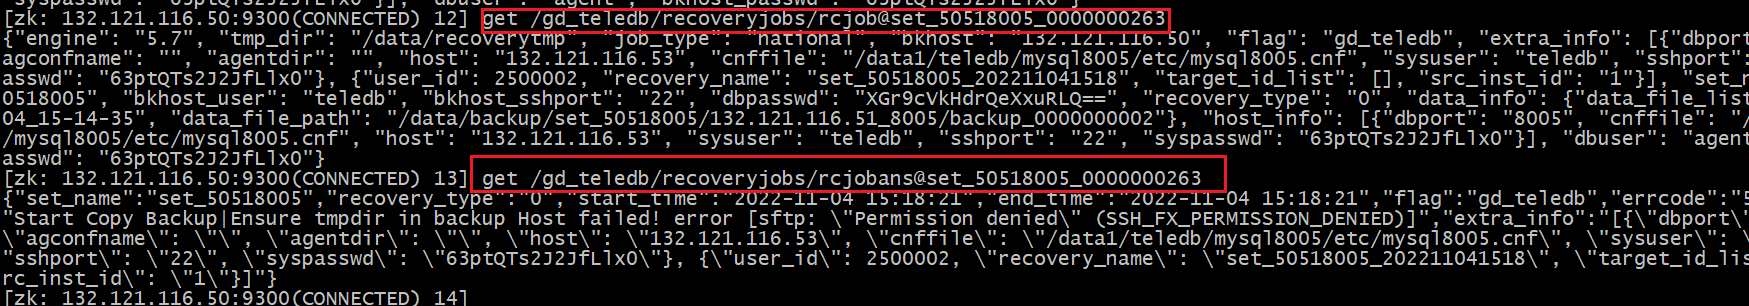 [zk: 132.121.116.50:9300(CONNECTED) 12] get /gd_teledb/recoveryjobs/rcjob@set_50518005_0000000263
{"engine": "5.7", "tmp_dir": "/data/recoverytmp", "job_type": "national", "bkhost": "132.121.116.50", "flag": "gd_teledb", "extra_info": [{"dbport
agconfname": "", "agentdir": "", "host": "132.121.116.53", "cnffile": "/data1/teledb/mysql8005/etc/mysql8005.cnf", "sysuser": "teledb", "sshport":
asswd": "63ptQTs2J2JfLlx0"}, {"user_id": 2500002, "recovery_name": "set_50518005_202211041518", "target_id_list": [], "src_inst_id": "1"}], "set_n
0518005", "bkhost_user": "teledb", "bkhost_sshport": "22", "dbpasswd": "XGr9cVkHdrQeXxuRLQ==", "recovery_type": "0", "data_info": {"data_file_list
04_15-14-35", "data_file_path": "/data/backup/set_50518005/132.121.116.51_8005/backup_0000000002"}, "host_info": [{"dbport": "8005", "cnffile": "/
/mysql8005/etc/mysql8005.cnf", "host": "132.121.116.53", "sysuser": "teledb", "sshport": "22", "syspasswd": "63ptQTs2J2JfLlx0"}], "dbuser": "agent
asswd": "63ptQTs2J2JfLlx0"}
[zk: 132.121.116.50:9300(CONNECTED) 13] get /gd_teledb/recoveryjobs/rcjobans@set_50518005_0000000263
{"set_name":"set_50518005","recovery_type":"0","start_time":"2022-11-04 15:18:21","end_time":"2022-11-04 15:18:21","flag":"gd_teledb","errcode":"5
"Start Copy Backup|Ensure tmpdir in backup Host failed! error [sftp: \"Permission denied\" (SSH_FX_PERMISSION_DENIED)]","extra_info":"[{\"dbport\"
\"agconfname\": \"\", \"agentdir\": \"\", \"host\": \"132.121.116.53\", \"cnffile\": \"/data1/teledb/mysql8005/etc/mysql8005.cnf\", \"sysuser\": \
"sshport\": \"22\", \"syspasswd\": \"63ptQTs2J2JfLlx0\"}, {\"user_id\": 2500002, \"recovery_name\": \"set_50518005_202211041518\", \"target_id_lis
rc_inst_id\": \"1\"}]"}
[zk: 132.121.116.50:9300(CONNECTED) 14]